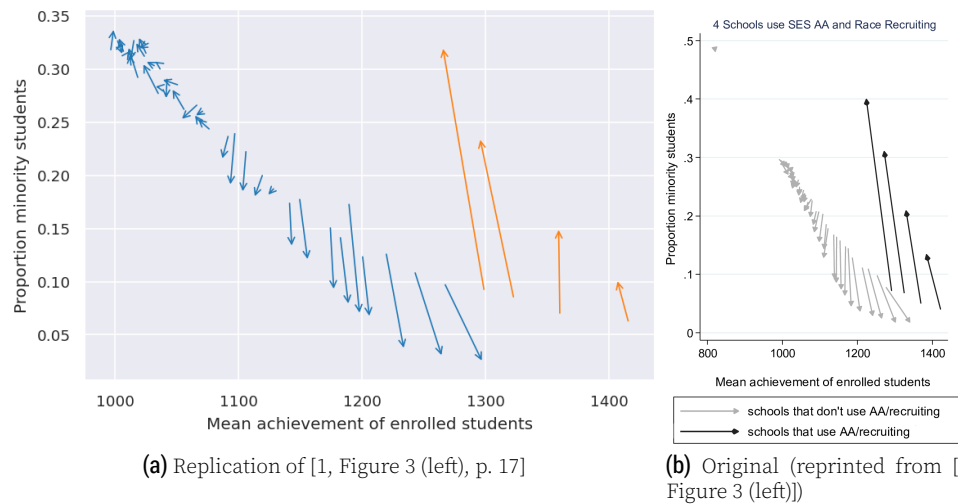 0.35
0.30
0.25
0.20
0.15
0.10
0.05
Proportion minority students
1000 1100 1200 1300 1400
Mean achievement of enrolled students
(a) Replication of [1, Figure 3 (left), p. 17]
4 Schools use SES AA and Race Recruiting
.5
.4
.3
.2
.1
0
Proportion minority students
800 1000 1200 1400
Mean achievement of enrolled students
schools that don't use AA/recruiting
schools that use AA/recruiting
(b) Original (reprinted from [
Figure 3 (left)])